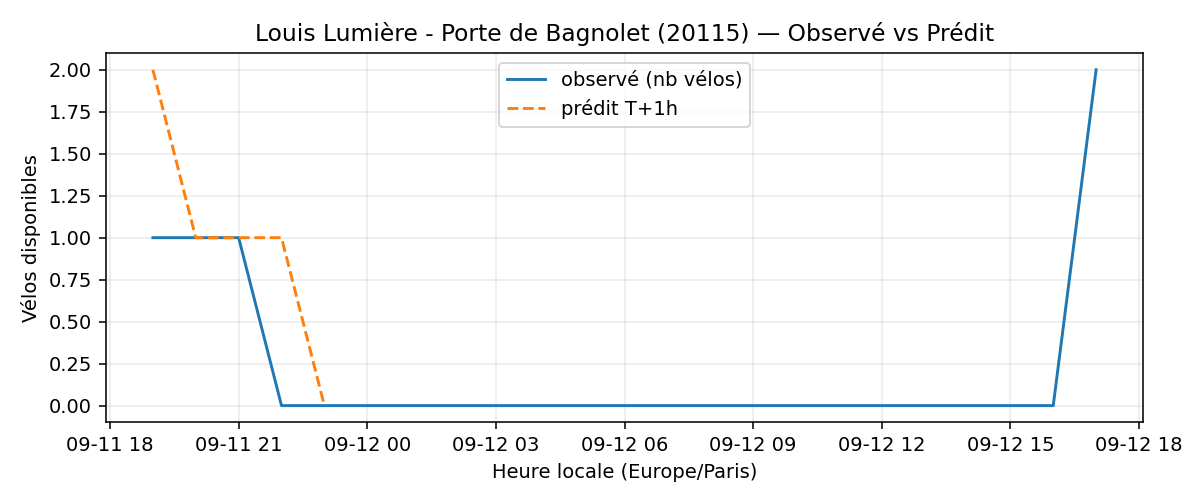 Louis Lumière - Porte de Bagnolet (20115) — Observé vs Prédit
observé (nb vélos)
prédit T+1h
Vélos disponibles
2.00
1.75
1.50
1.25
1.00
0.75
0.50
0.25
0.00
09-11 18 09-11 21 09-12 00 09-12 03 09-12 06 09-12 09 09-12 12 09-12 15 09-12 18
Heure locale (Europe/Paris)